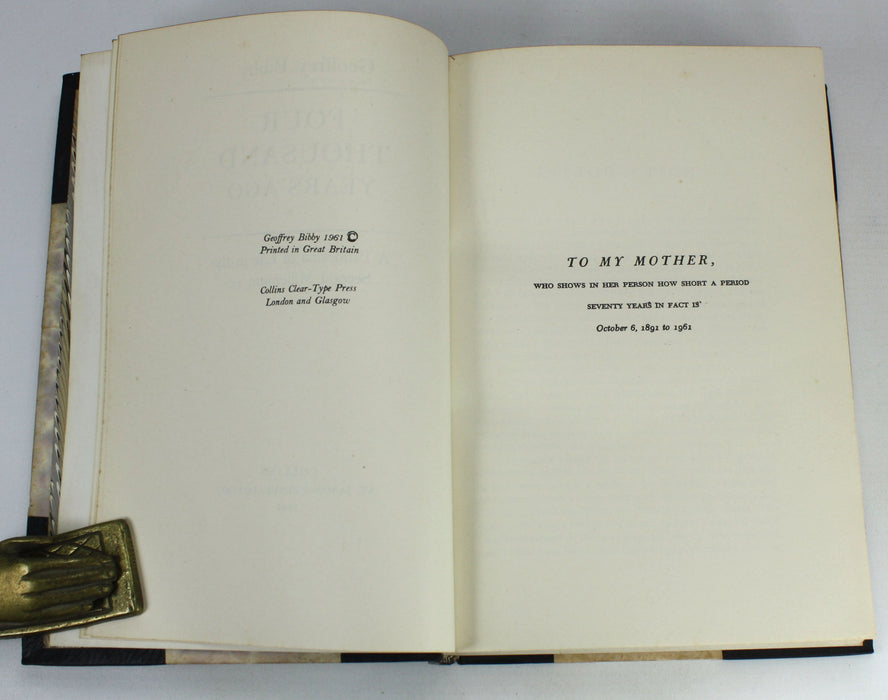 Geoffrey Bibby 1961 ©
Printed in Great Britain
Collins Clear-Type Press
London and Glasgow
TO MY MOTHER,
WHO SHOWS IN HER PERSON HOW SHORT A PERIOD
SEVENTY YEARS IN FACT IS
October 6, 1891 to 1961